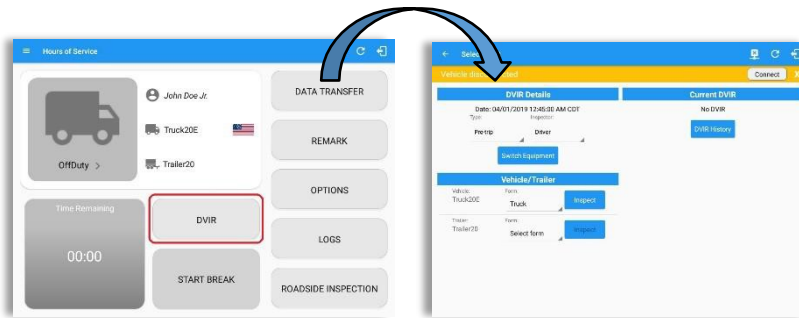 Hours of Service
John Doe Jr.
Truck20E
Trailer20
OffDuty >
DATA TRANSFER
REMARK
OPTIONS
LOGS
ROADSIDE INSPECTION
Time Remaining
00:00
DVIR
START BREAK
Vehicle disconnected
Connect
DVIR Details
Date: 04/01/2019 12:45:00 AM CDT
Type:
Inspector:
Pre-trip
Driver
Switch Equipment
Current DVIR
No DVIR
DVIR History
Vehicle/Trailer
Vehicle:
Form:
Truck20E
Truck
Inspect
Trailer:
Form:
Trailer20
Select form
Inspect